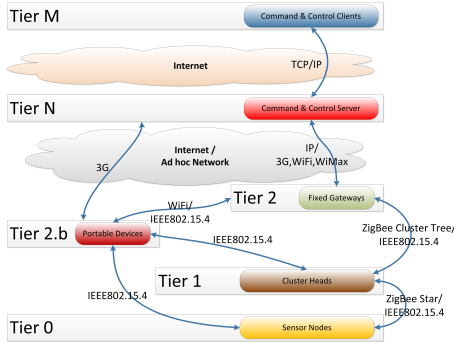 Tier M
Command & Control Clients
Internet
TCP/IP
Tier N
Command & Control Server
Internet /
Ad hoc Network
IP/
3G,WiFi,WiMax
3G
Tier 2
Fixed Gateways
WiFi/
IEEE802.15.4
Tier 2.b
Portable Devices
IEEE802.15.4
ZigBee Cluster Tree/
IEEE802.15.4
Tier 1
Cluster Heads
IEEE802.15.4
ZigBee Star/
IEEE802.15.4
Tier 0
Sensor Nodes